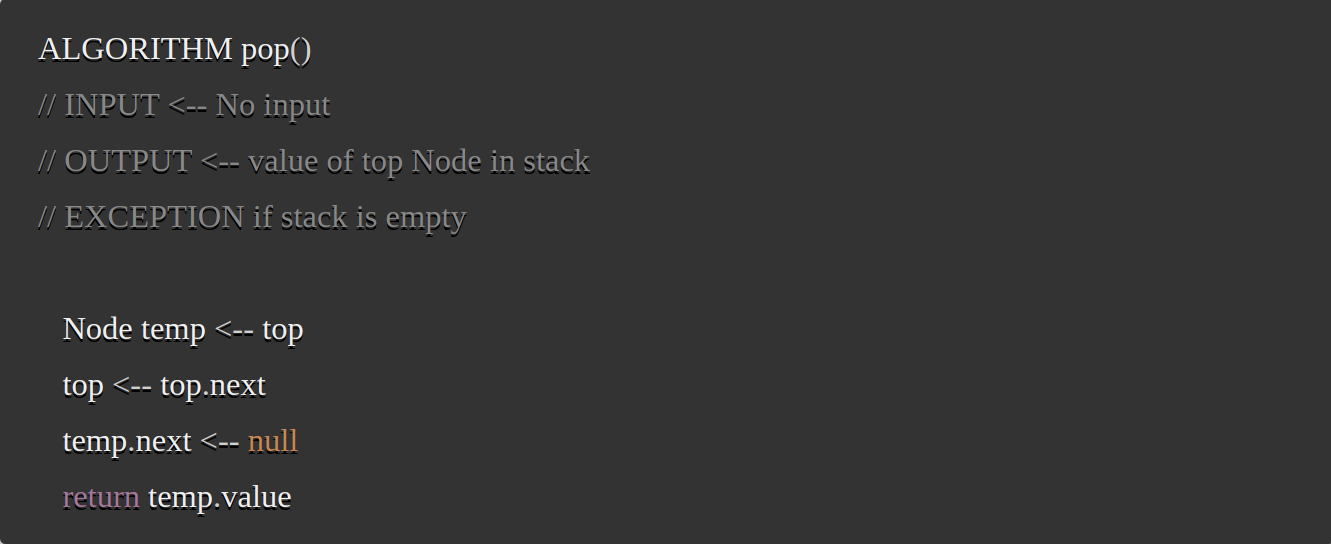 ALGORITHM pop()
// INPUT <-- No input
// OUTPUT <-- value of top Node in stack
// EXCEPTION if stack is empty
Node temp <-- top
top <-- top.next
temp.next <-- null
return temp.value